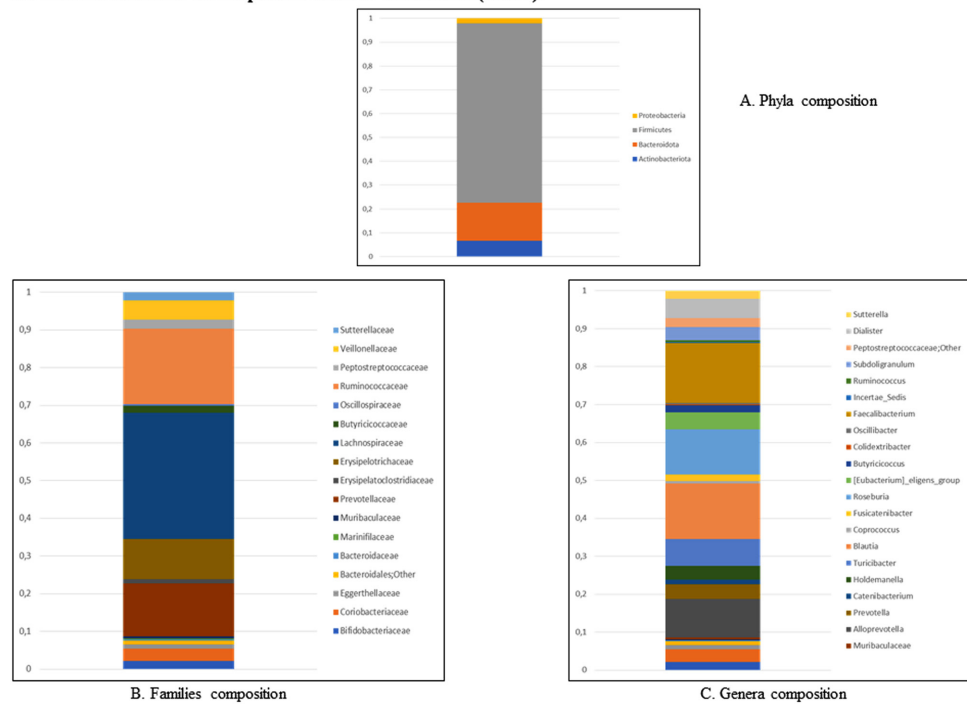 1
0,9
0,8
0,7
0,6
0,5
0,4
0,3
0,2
0,1
0
Proteobacteria
Firmicutes
Bacteroidota
Actinobacteriota
A. Phyla composition
1
0,9
0,8
0,7
0,6
0,5
0,4
0,3
0,2
0,1
0
Sutterellaceae
Veillonellaceae
Peptostreptococcaceae
Ruminococcaceae
Oscillospiraceae
Butyricicoccaceae
Lachnospiraceae
Erysipelotrichaceae
Erysipelatoclostridiaceae
Prevotellaceae
Muribaculaceae
Marinifilaceae
Bacteroidaceae
Bacteroidales;Other
Eggerthellaceae
Coriobacteriaceae
Bifidobacteriaceae
B. Families composition
1
0,9
0,8
0,7
0,6
0,5
0,4
0,3
0,2
0,1
0
Sutterella
Dialister
Peptostreptococcaceae;Other
Subdoligranulum
Ruminococcus
Incertae_Sedis
Faecalibacterium
Oscillibacter
Colidextribacter
Butyricicoccus
[Eubacterium]_eligens_group
Roseburia
Fusicatenibacter
Coprococcus
Blautia
Turicibacter
Holdemanella
Catenibacterium
Prevotella
Alloprevotella
Muribaculaceae
C. Genera composition